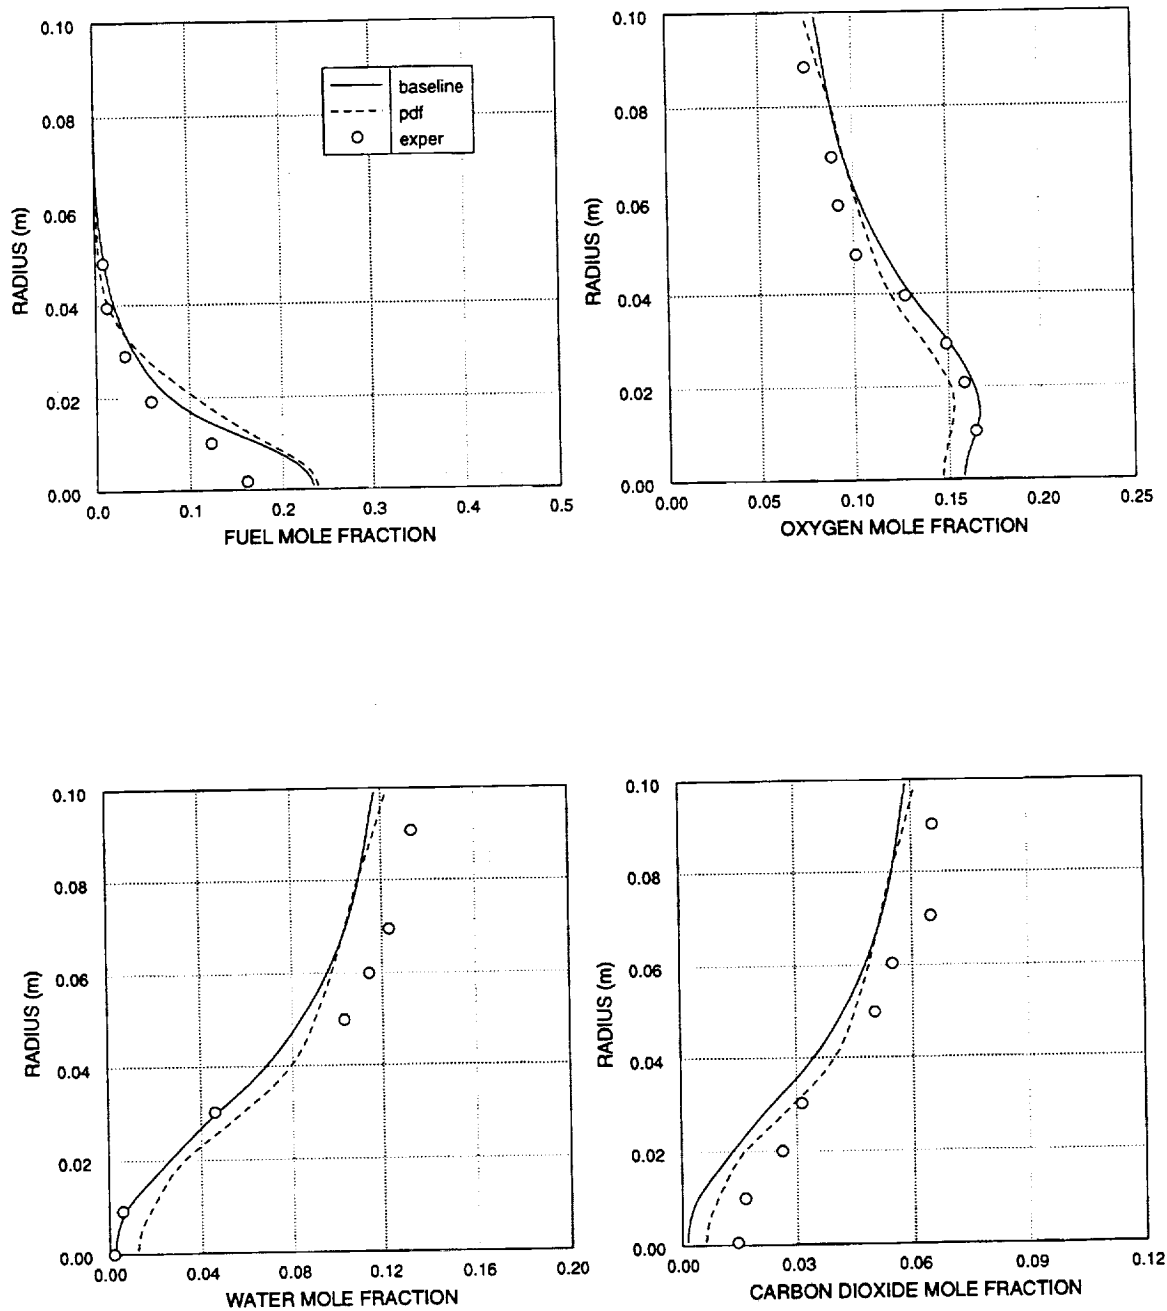 0.10
0.08
0.06
0.04
0.02
0.00
RADIUS (m)
baseline
pdf
exper
0.0 0.1 0.2 0.3 0.4 0.5
FUEL MOLE FRACTION
0.10
0.08
0.06
0.04
0.02
0.00
RADIUS (m)
0.00 0.05 0.10 0.15 0.20 0.25
OXYGEN MOLE FRACTION
0.10
0.08
0.06
0.04
0.02
0.00
RADIUS (m)
0.00 0.04 0.08 0.12 0.16 0.20
WATER MOLE FRACTION
0.10
0.08
0.06
0.04
0.02
0.00
RADIUS (m)
0.00 0.03 0.06 0.09 0.12
CARBON DIOXIDE MOLE FRACTION